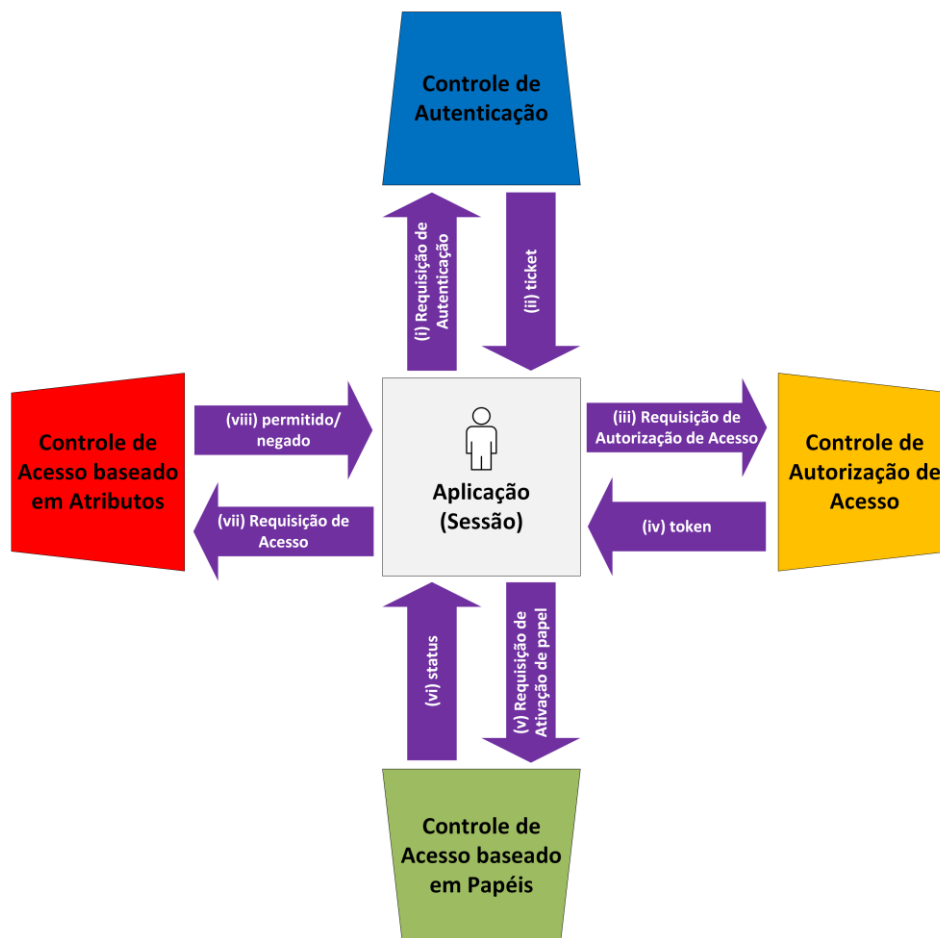 Controle de
Autenticação
(i) Requisição de
Autenticação
(ii) ticket
Controle de
Acesso baseado
em Atributos
(viii) permitido/
negado
(vii) Requisição de
Acesso
Aplicação
(Sessão)
(iii) Requisição de
Autorização de Acesso
(iv) token
Controle de
Autorização de
Acesso
(vi) status
(v) Requisição de
Ativação de papel
Controle de
Acesso baseado
em Papéis